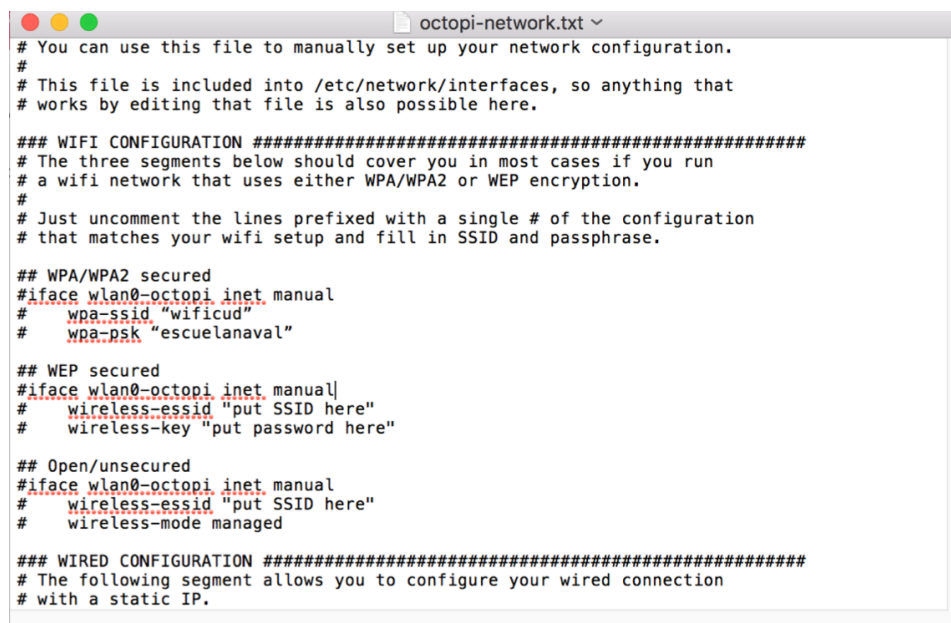 octopi-network.txt
# You can use this file to manually set up your network configuration.
#
# This file is included into /etc/network/interfaces, so anything that
# works by editing that file is also possible here.

### WIFI CONFIGURATION ######################################################
# The three segments below should cover you in most cases if you run
# a wifi network that uses either WPA/WPA2 or WEP encryption.
#
# Just uncomment the lines prefixed with a single # of the configuration
# that matches your wifi setup and fill in SSID and passphrase.

## WPA/WPA2 secured
#iface wlan0-octopi inet manual
#    wpa-ssid “wificud”
#    wpa-psk “escuelanaval”

## WEP secured
#iface wlan0-octopi inet manual
#    wireless-essid "put SSID here"
#    wireless-key "put password here"

## Open/unsecured
#iface wlan0-octopi inet manual
#    wireless-essid "put SSID here"
#    wireless-mode managed

### WIRED CONFIGURATION #####################################################
# The following segment allows you to configure your wired connection
# with a static IP.